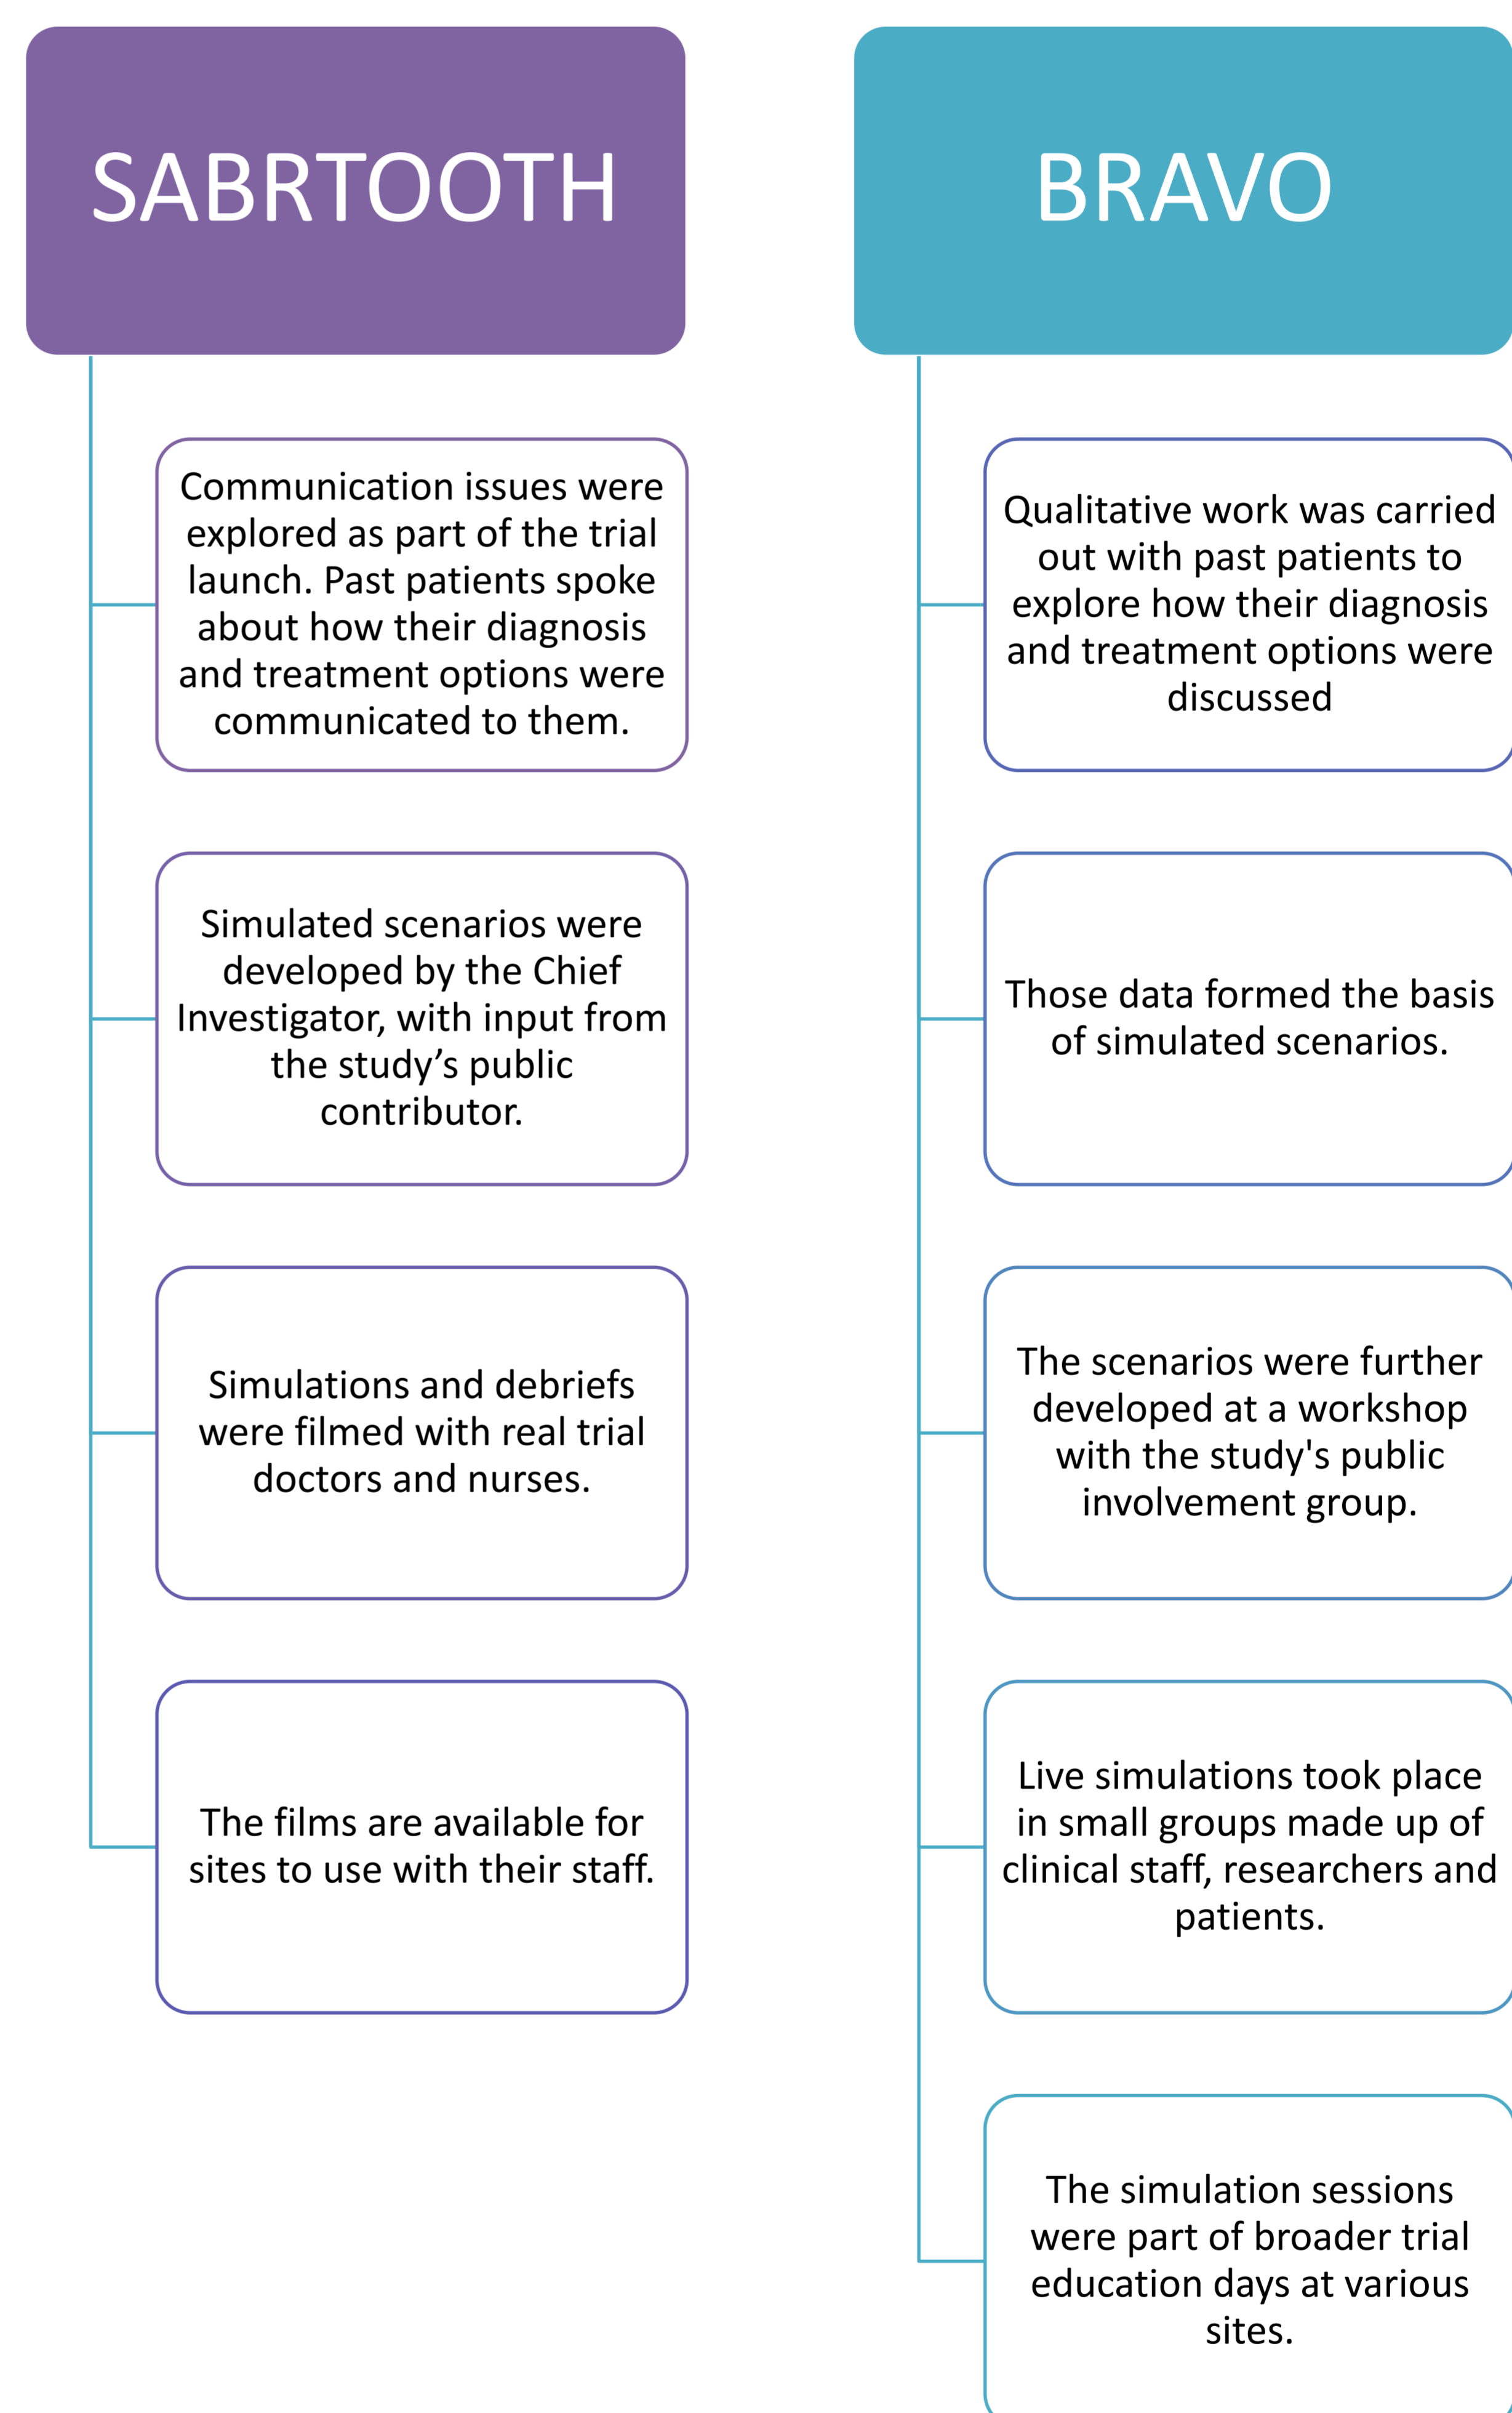 SABRTOOTH
Communication issues were
explored as part of the trial
launch. Past patients spoke
about how their diagnosis
and treatment options were
communicated to them.
Simulated scenarios were
developed by the Chief
Investigator, with input from
the study’s public
contributor.
Simulations and debriefs
were filmed with real trial
doctors and nurses.
The films are available for
sites to use with their staff.
BRAVO
Qualitative work was carried
out with past patients to
explore how their diagnosis
and treatment options were
discussed
Those data formed the basis
of simulated scenarios.
The scenarios were further
developed at a workshop
with the study's public
involvement group.
Live simulations took place
in small groups made up of
clinical staff, researchers and
patients.
The simulation sessions
were part of broader trial
education days at various
sites.